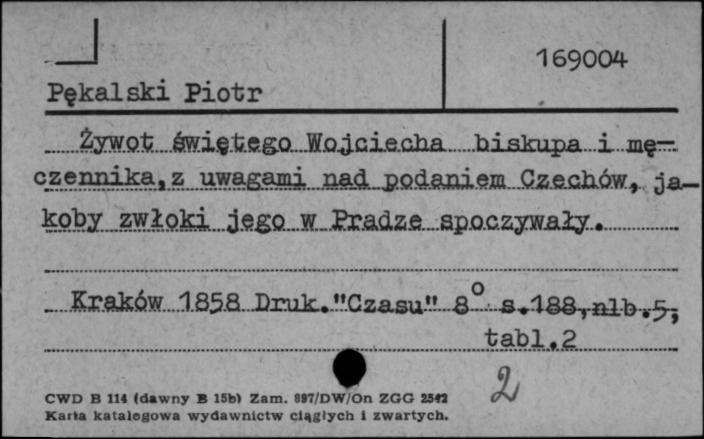 169004
Pękalski Piotr
Żywot świętego Wojciecha biskupa i mę-
czennika,z uwagami nad podaniem Czechów, ja-
koby zwłoki jego w Pradze spoczywały.
Kraków 1858 Druk."Czasu" 8° s.188,nlb.5,
tabl.2
2
CWD B 114 (dawny B 15b) Zam. 897/DW/On ZGG 2542
Karta katalogowa wydawnictw ciągłych i zwartych.